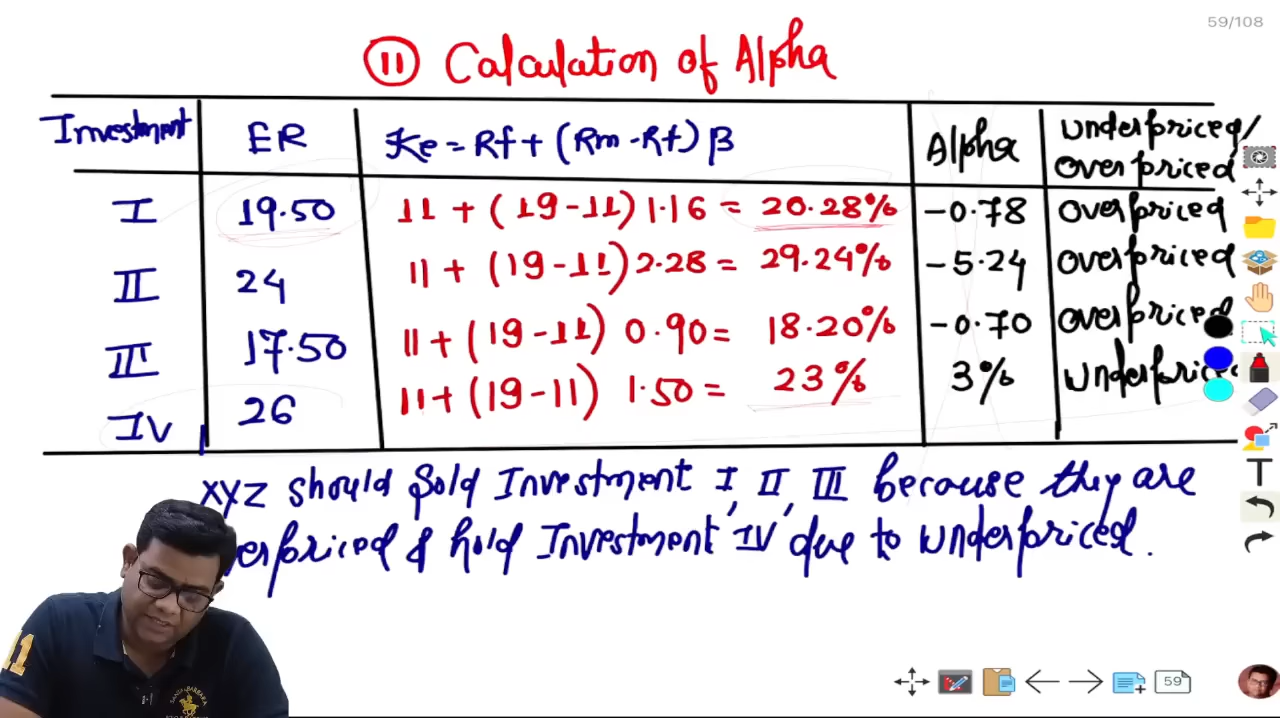 59/108
11 Calculation of Alpha
Investment ER Ke = Rf + (Rm - Rf) β Alpha underpriced/
overpriced
I 19.50 11 + (19-11) 1.16 = 20.28% -0.78 overpriced
II 24 11 + (19-11) 2.28 = 29.24% -5.24 overpriced
III 17.50 11 + (19-11) 0.90 = 18.20% -0.70 overpriced
IV 26 11 + (19-11) 1.50 = 23% 3%
XYZ should sold Investment I, II, III because they are
& hold Investment IV, due to underpriced.
T
59